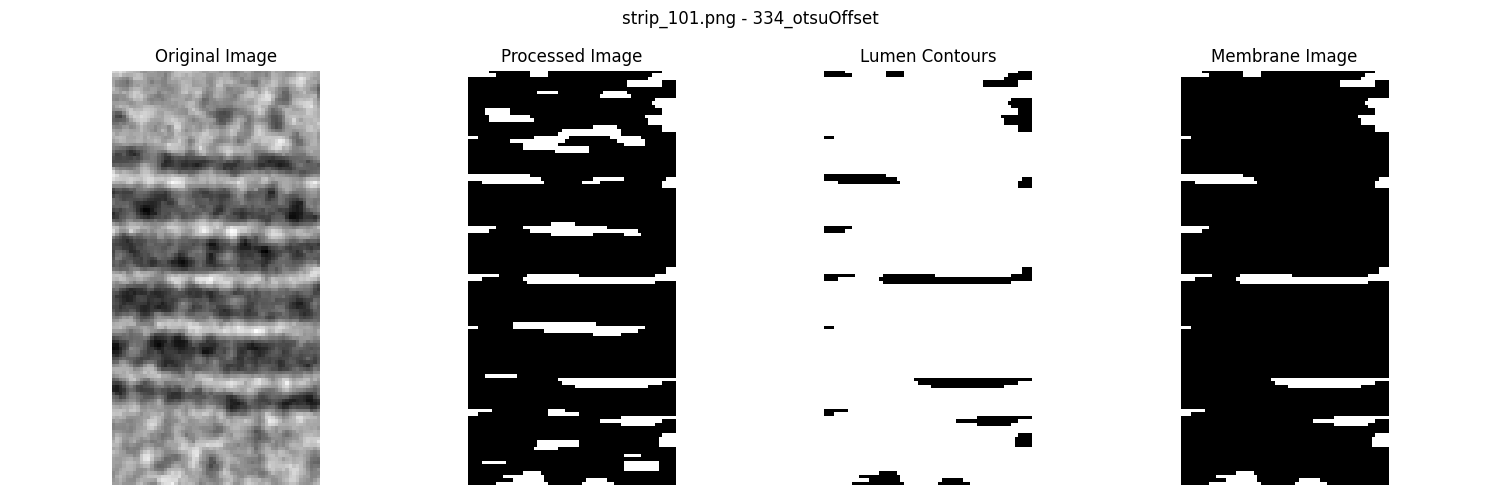 strip_101.png - 334_otsuOffset
Original Image
Processed Image
Lumen Contours
Membrane Image